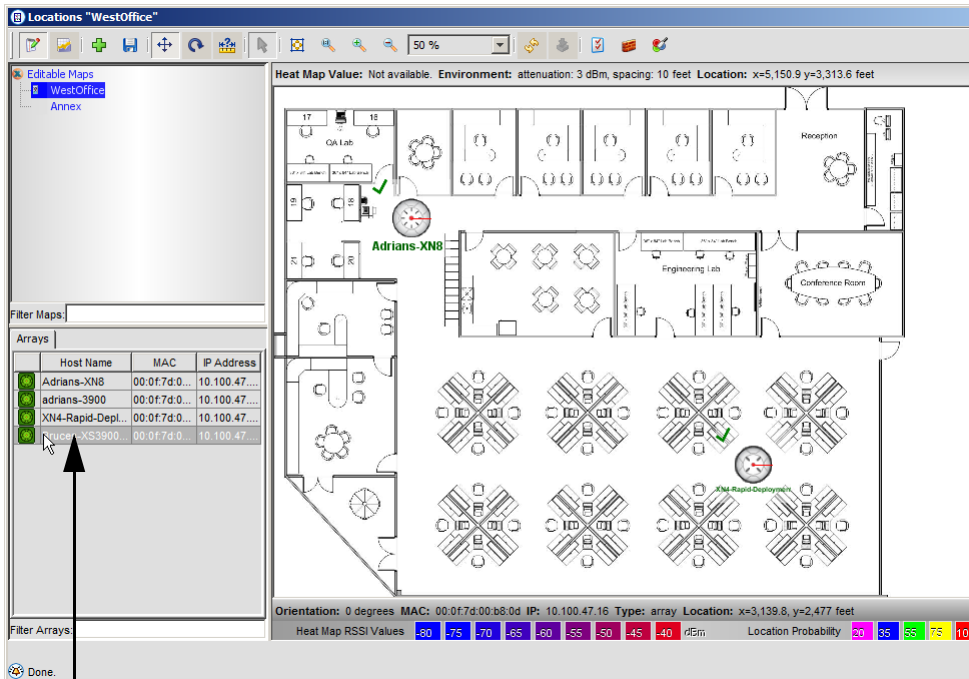 Locations "WestOffice"
50 %
Editable Maps
WestOffice
Annex
Filter Maps:
Arrays
Host Name MAC IP Address
Adrians-XN8 00:0f:7d:0... 10.100.47....
adrians-3900 00:0f:7d:0... 10.100.47....
XN4-Rapid-Depl... 00:0f:7d:0... 10.100.47....
00:0f:7d:0... 10.100.47....
Filter Arrays:
Done.
Heat Map Value: Not available. Environment: attenuation: 3 dBm, spacing: 10 feet Location: x=5,150.9 y=3,313.6 feet
17 18
QA Lab
Reception
19 18
Adrians-XN8
21 20
Engineering Lab
Conference Room
XN4-Rapid-Deployment
Orientation: 0 degrees MAC: 00:0f:7d:00:b8:0d IP: 10.100.47.16 Type: array Location: x=3,139.8, y=2,477 feet
Heat Map RSSI Values -80 -75 -70 -65 -60 -55 -50 -45 -40 dBm Location Probability 20 35 55 75 10